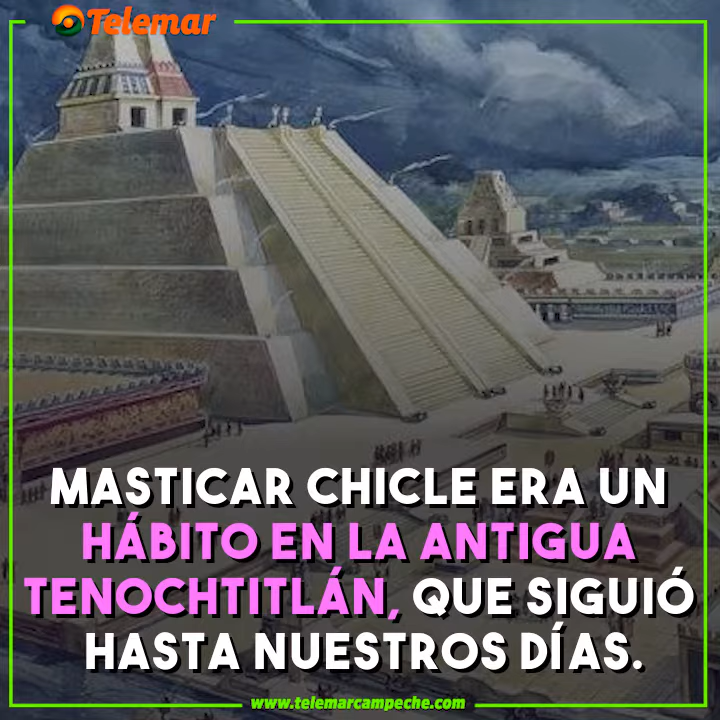 Telemar
MASTICAR CHICLE ERA UN
HÁBITO EN LA ANTIGUA
TENOCHTITLÁN, QUE SIGUIÓ
HASTA NUESTROS DÍAS.
www.telemarcampeche.com